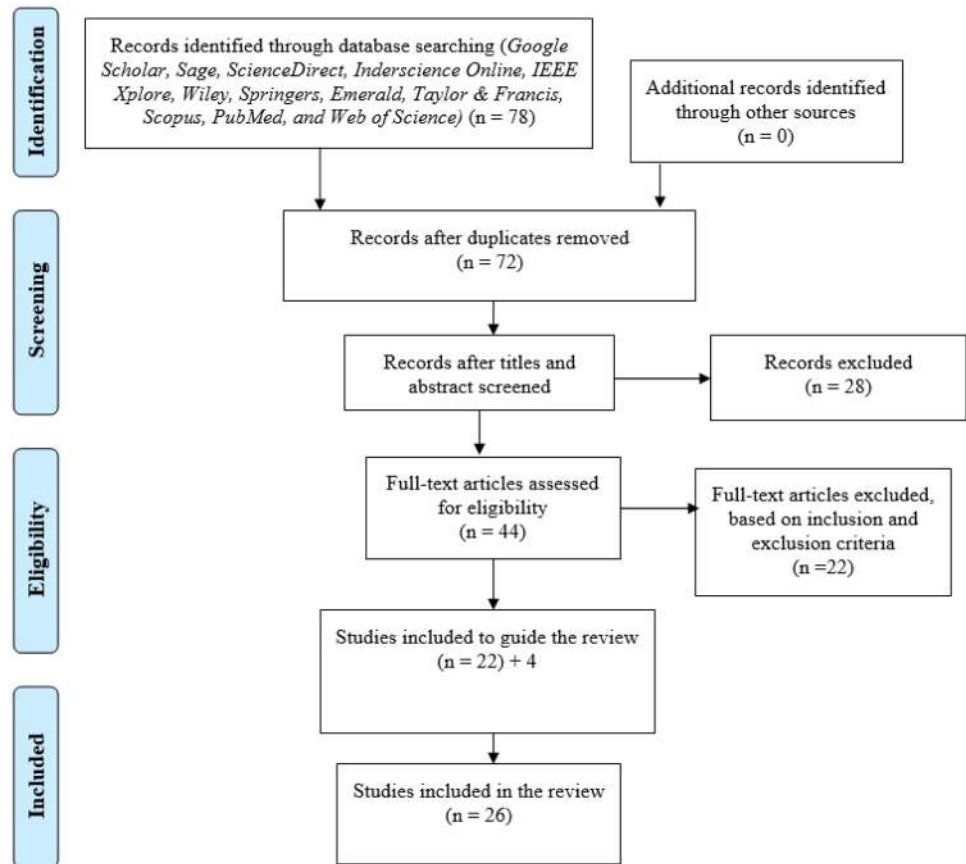 Identification
Records identified through database searching (Google
Scholar, Sage, ScienceDirect, Inderscience Online, IEEE
Xplore, Wiley, Springers, Emerald, Taylor & Francis,
Scopus, PubMed, and Web of Science) (n = 78)
Additional records identified
through other sources
(n = 0)
Screening
Records after duplicates removed
(n = 72)
Records after titles and
abstract screened
Records excluded
(n = 28)
Eligibility
Full-text articles assessed
for eligibility
(n = 44)
Full-text articles excluded,
based on inclusion and
exclusion criteria
(n =22)
Studies included to guide the review
(n = 22) + 4
Included
Studies included in the review
(n = 26)